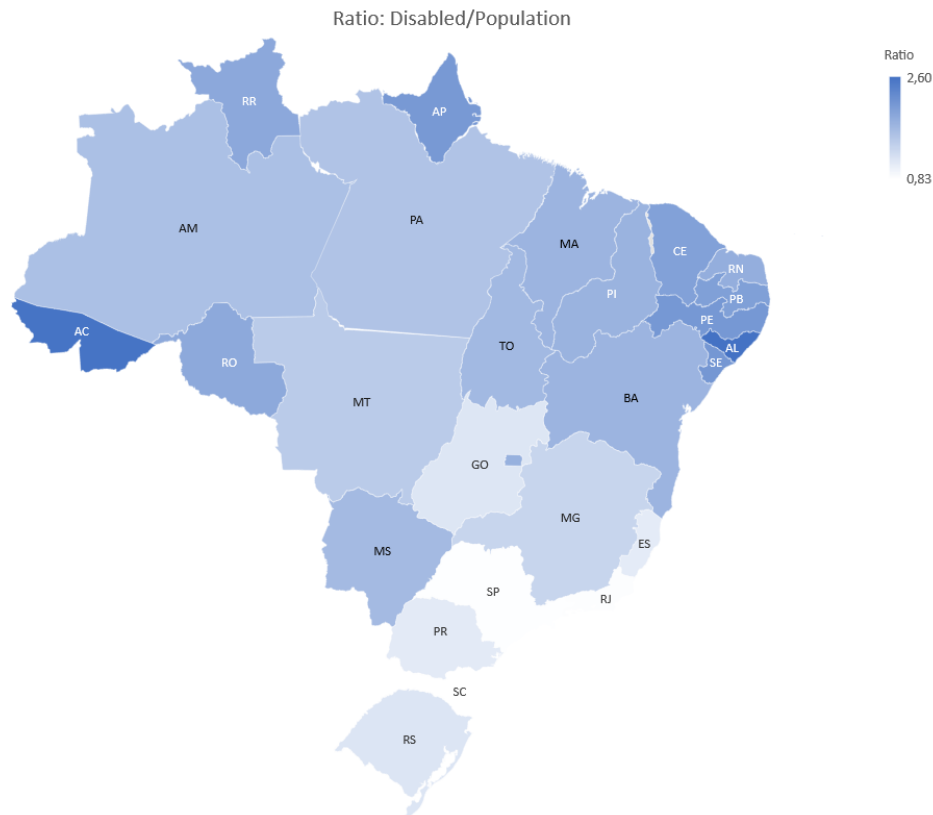 Ratio: Disabled/Population
Ratio
2,60
0,83
RR
AP
AM
PA
MA
CE
RN
PI
PB
PE
AC
TO
AL
RO
SE
MT
BA
GO
MG
MS
ES
SP
RJ
PR
SC
RS